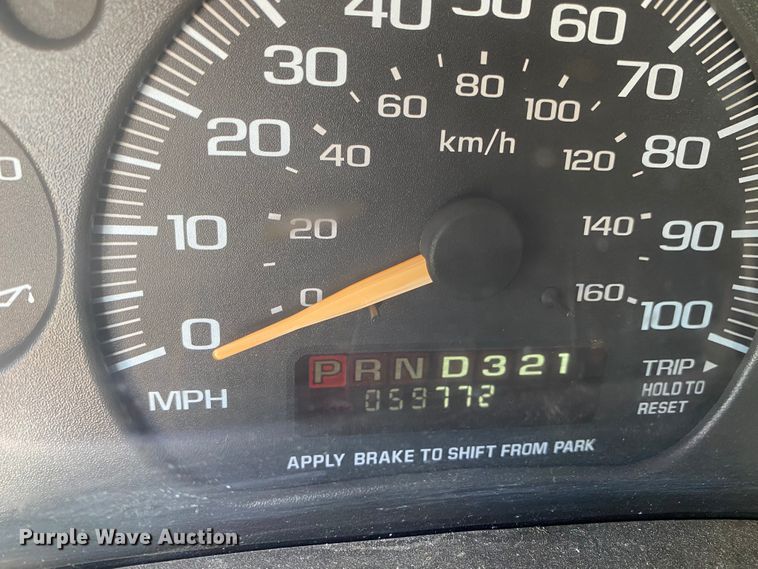 40 50 60
30 70
60 80 100
20 km/h 80
40 120
10 20 140 90
0 0 160 100
PRND321 TRIP ►
MPH 059772 HOLD TO
RESET
APPLY BRAKE TO SHIFT FROM PARK
Purple Wave Auction